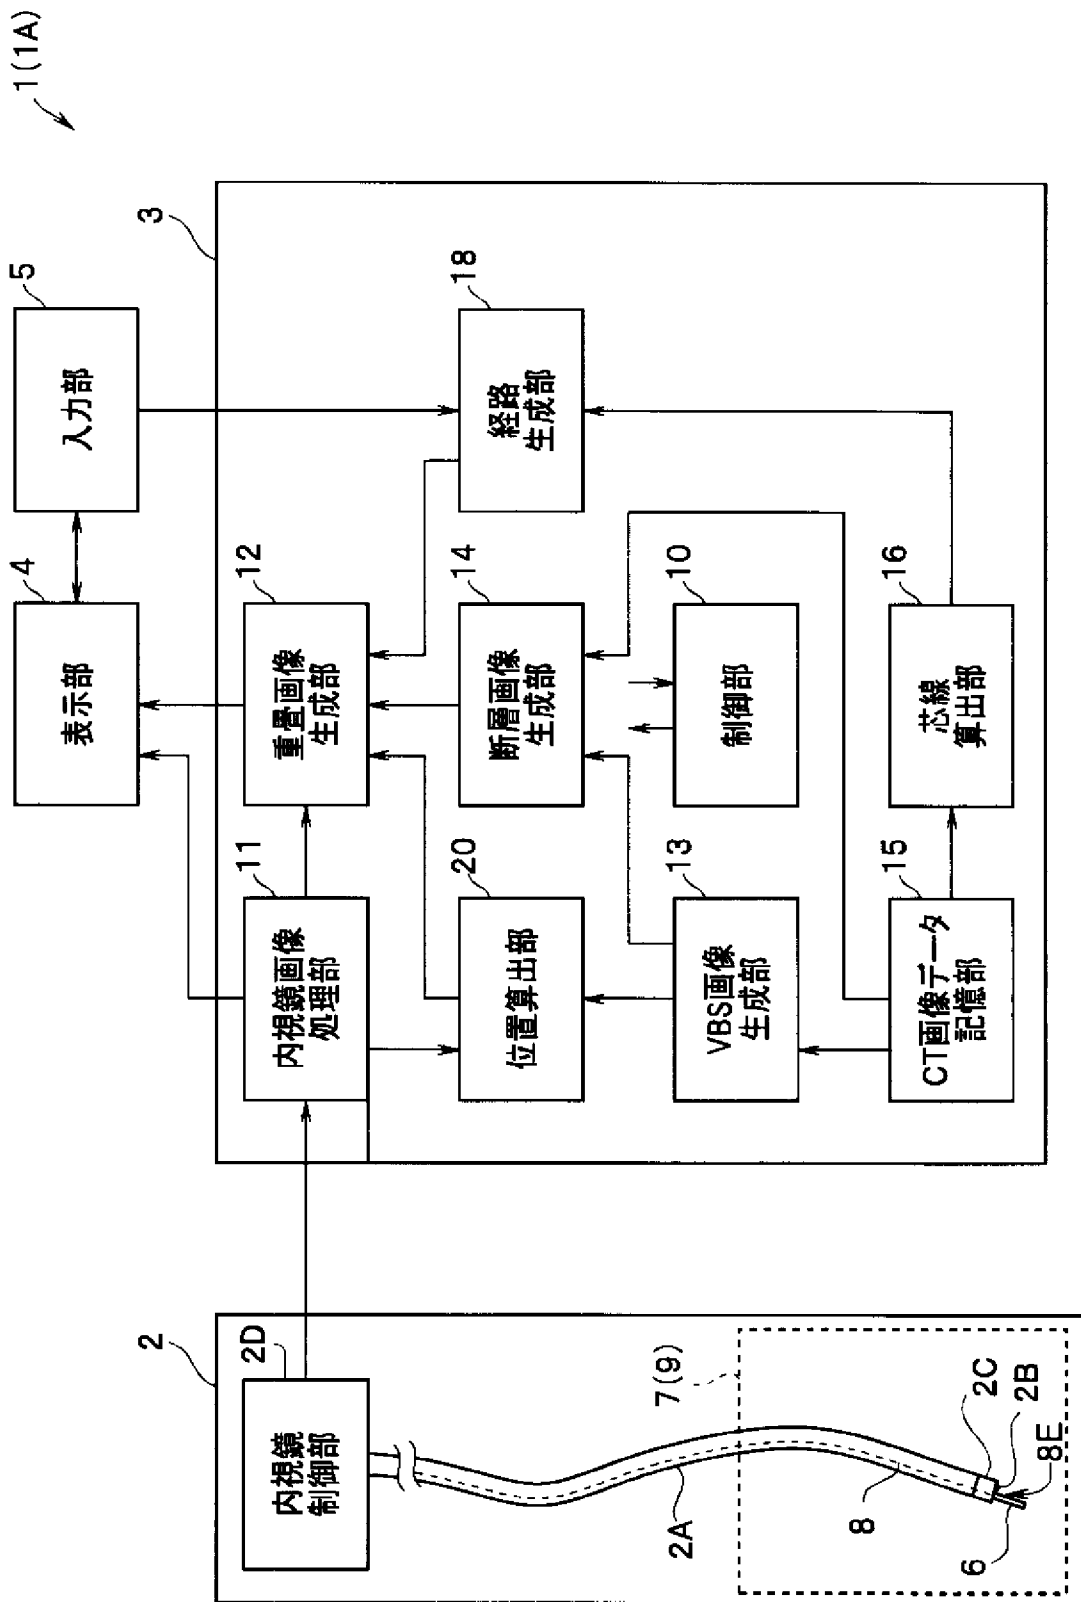 1(1A)
3
5
入力部
4
表示部
18
経路
生成部
12
重畳画像
生成部
14
断層画像
生成部
10
制御部
16
芯線
算出部
11
内視鏡画像
処理部
20
位置算出部
13
VBS画像
生成部
15
CT画像データ
記憶部
2
2D
内視鏡
制御部
7(9)
2A
8
2C
2B
8E
6